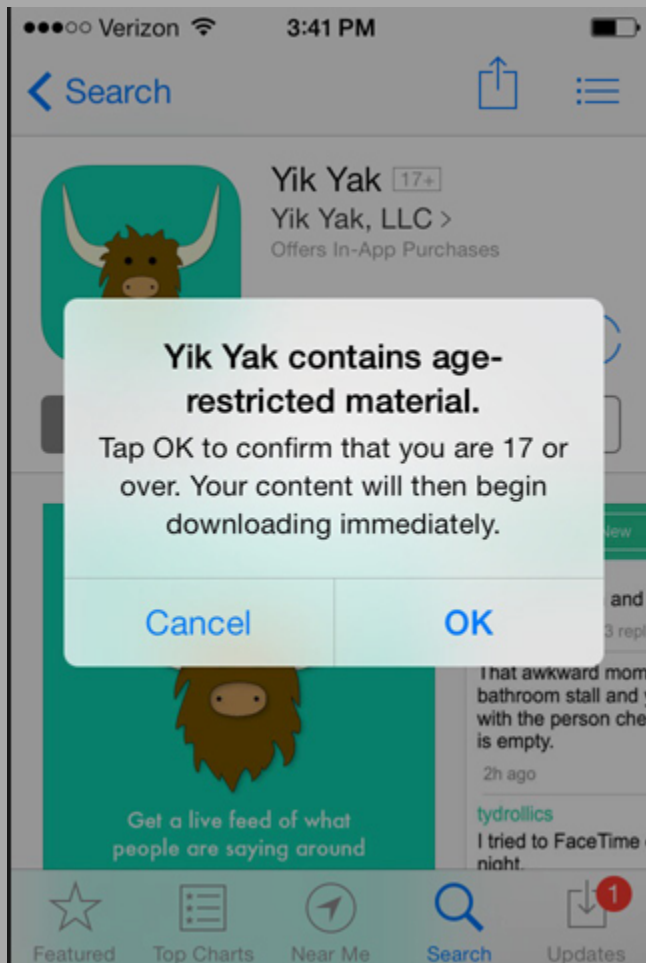 Verizon 3:41 PM
Search
Yik Yak 17+
Yik Yak, LLC >
Offers In-App Purchases
Yik Yak contains age-
restricted material.
Tap OK to confirm that you are 17 or
over. Your content will then begin
downloading immediately.
Cancel OK
New
and
3 repl
That awkward mom
bathroom stall and
with the person che
is empty.
2h ago
tydrollics
I tried to FaceTime
night.
Get a live feed of what
people are saying around
1
Featured Top Charts Near Me Search Updates